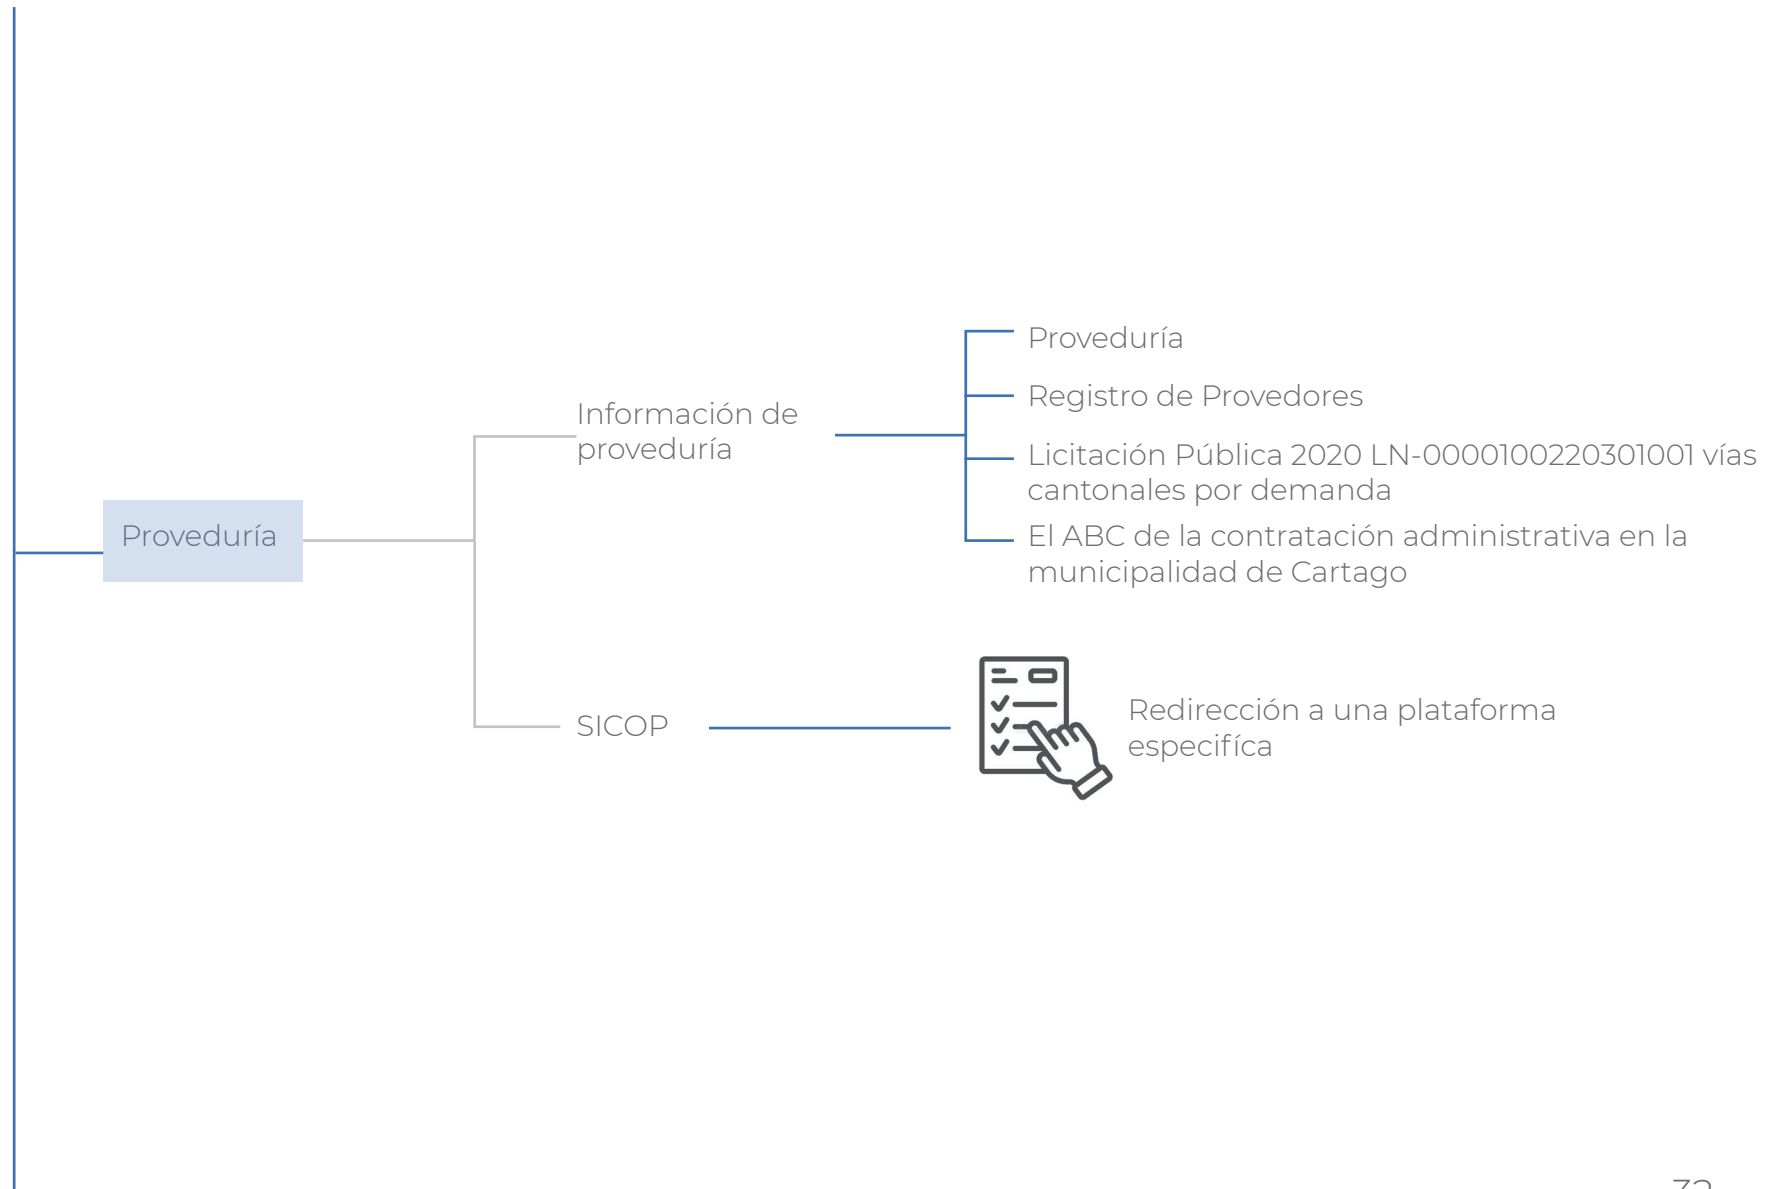 Proveduría
Información de
proveduría
Proveduría
Registro de Provedores
Licitación Pública 2020 LN-0000100220301001 vías
cantonales por demanda
El ABC de la contratación administrativa en la
municipalidad de Cartago
SICOP
Redirección a una plataforma
especifíca